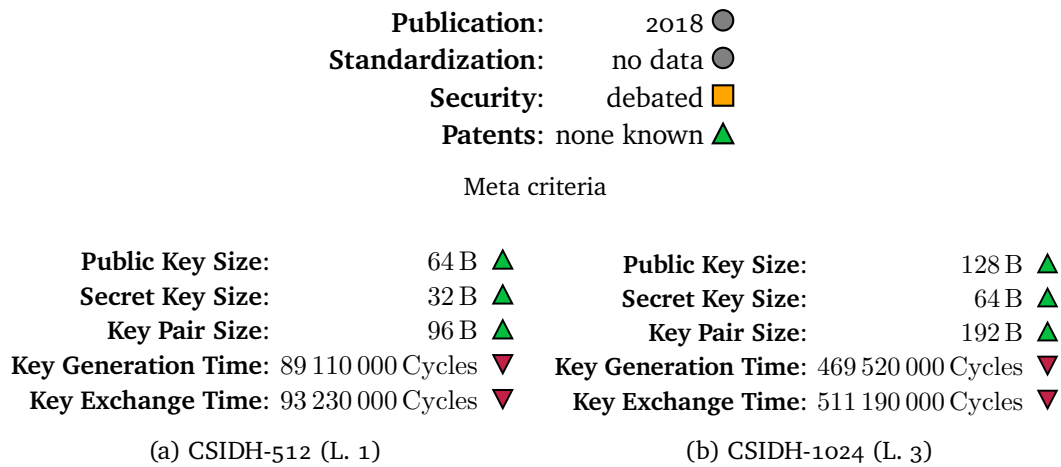 Publication: 2018
Standardization: no data
Security: debated
Patents: none known
Meta criteria
Public Key Size: 64 B
Secret Key Size: 32 B
Key Pair Size: 96 B
Key Generation Time: 89 110 000 Cycles
Key Exchange Time: 93 230 000 Cycles
(a) CSIDH-512 (L. 1)
Public Key Size: 128 B
Secret Key Size: 64 B
Key Pair Size: 192 B
Key Generation Time: 469 520 000 Cycles
Key Exchange Time: 511 190 000 Cycles
(b) CSIDH-1024 (L. 3)